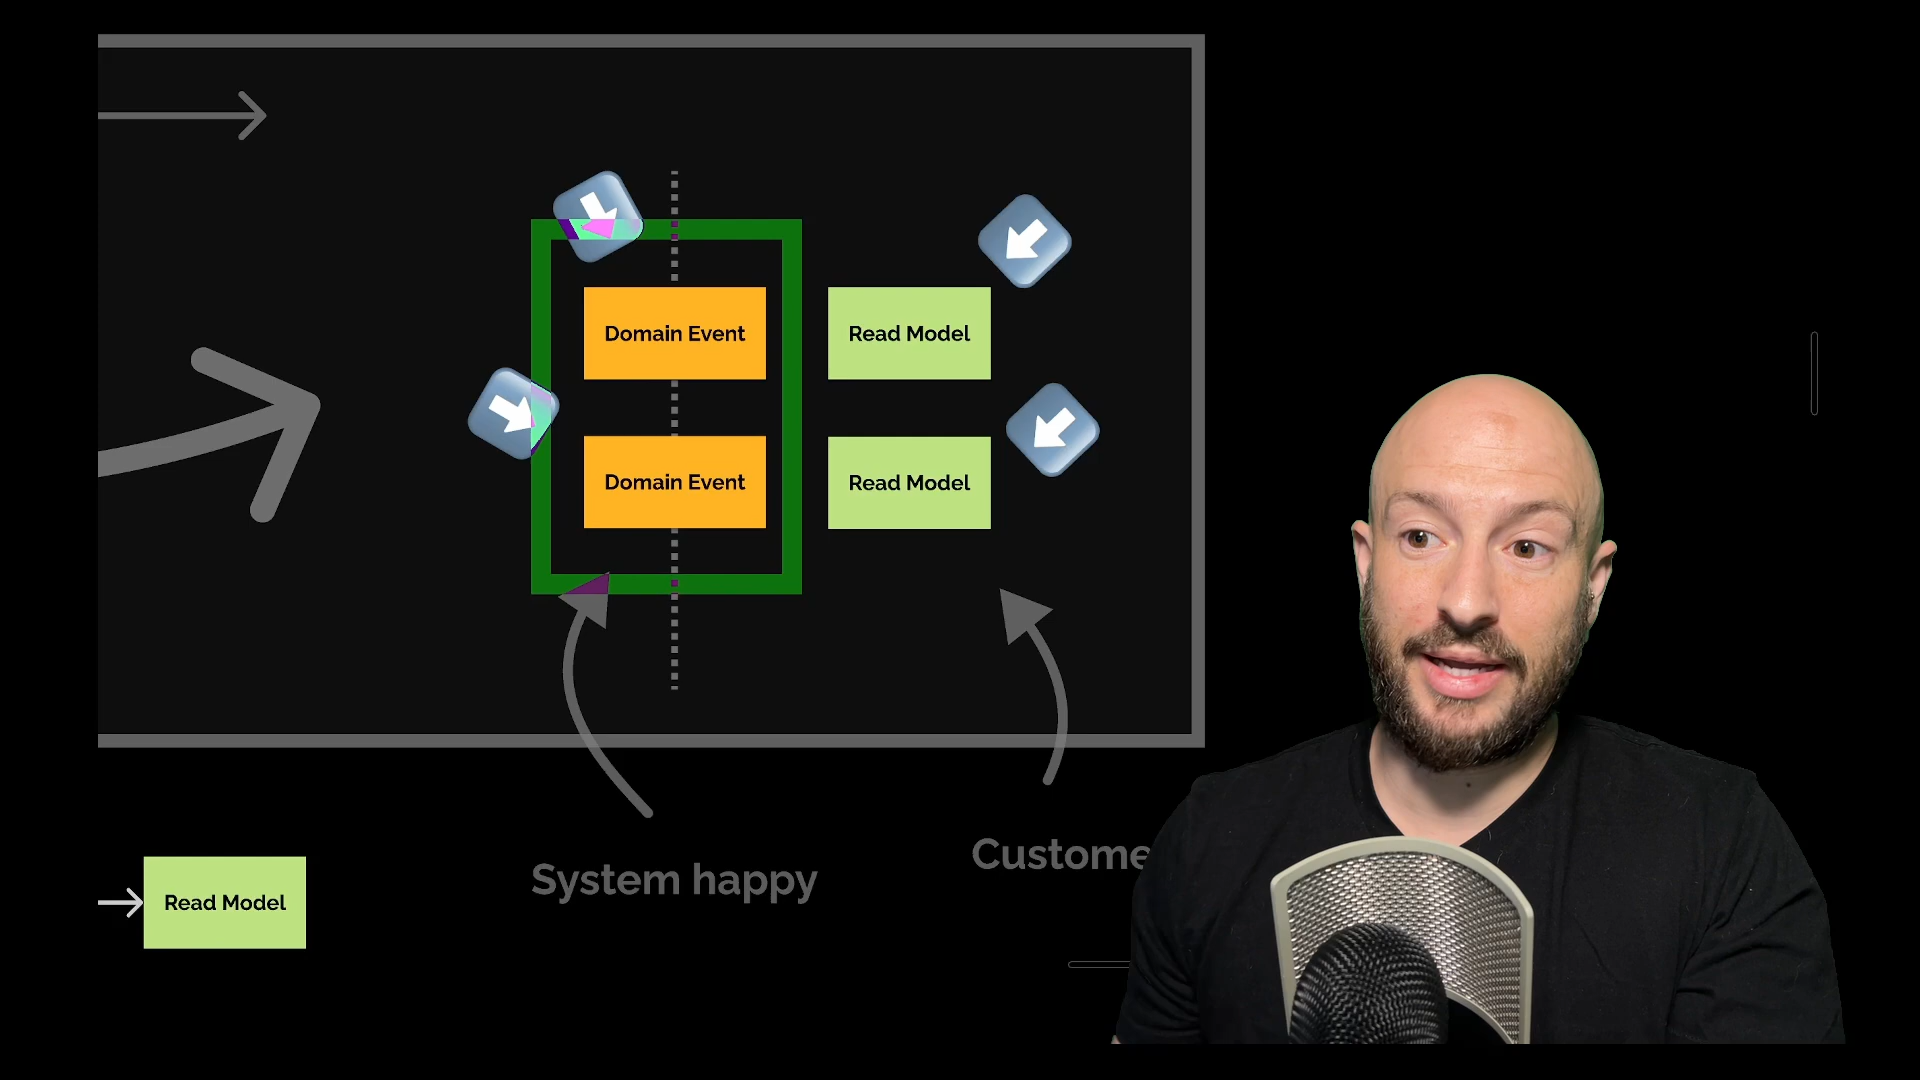 Domain Event
Read Model
Domain Event
Read Model
System happy
Custome
Read Model